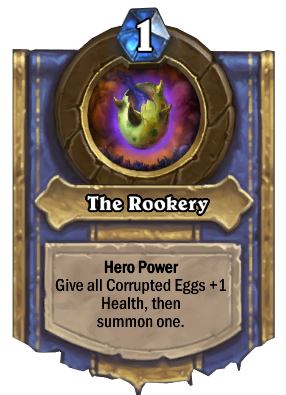 1
The Rookery
Hero Power
Give all Corrupted Eggs +1
Health, then
summon one.